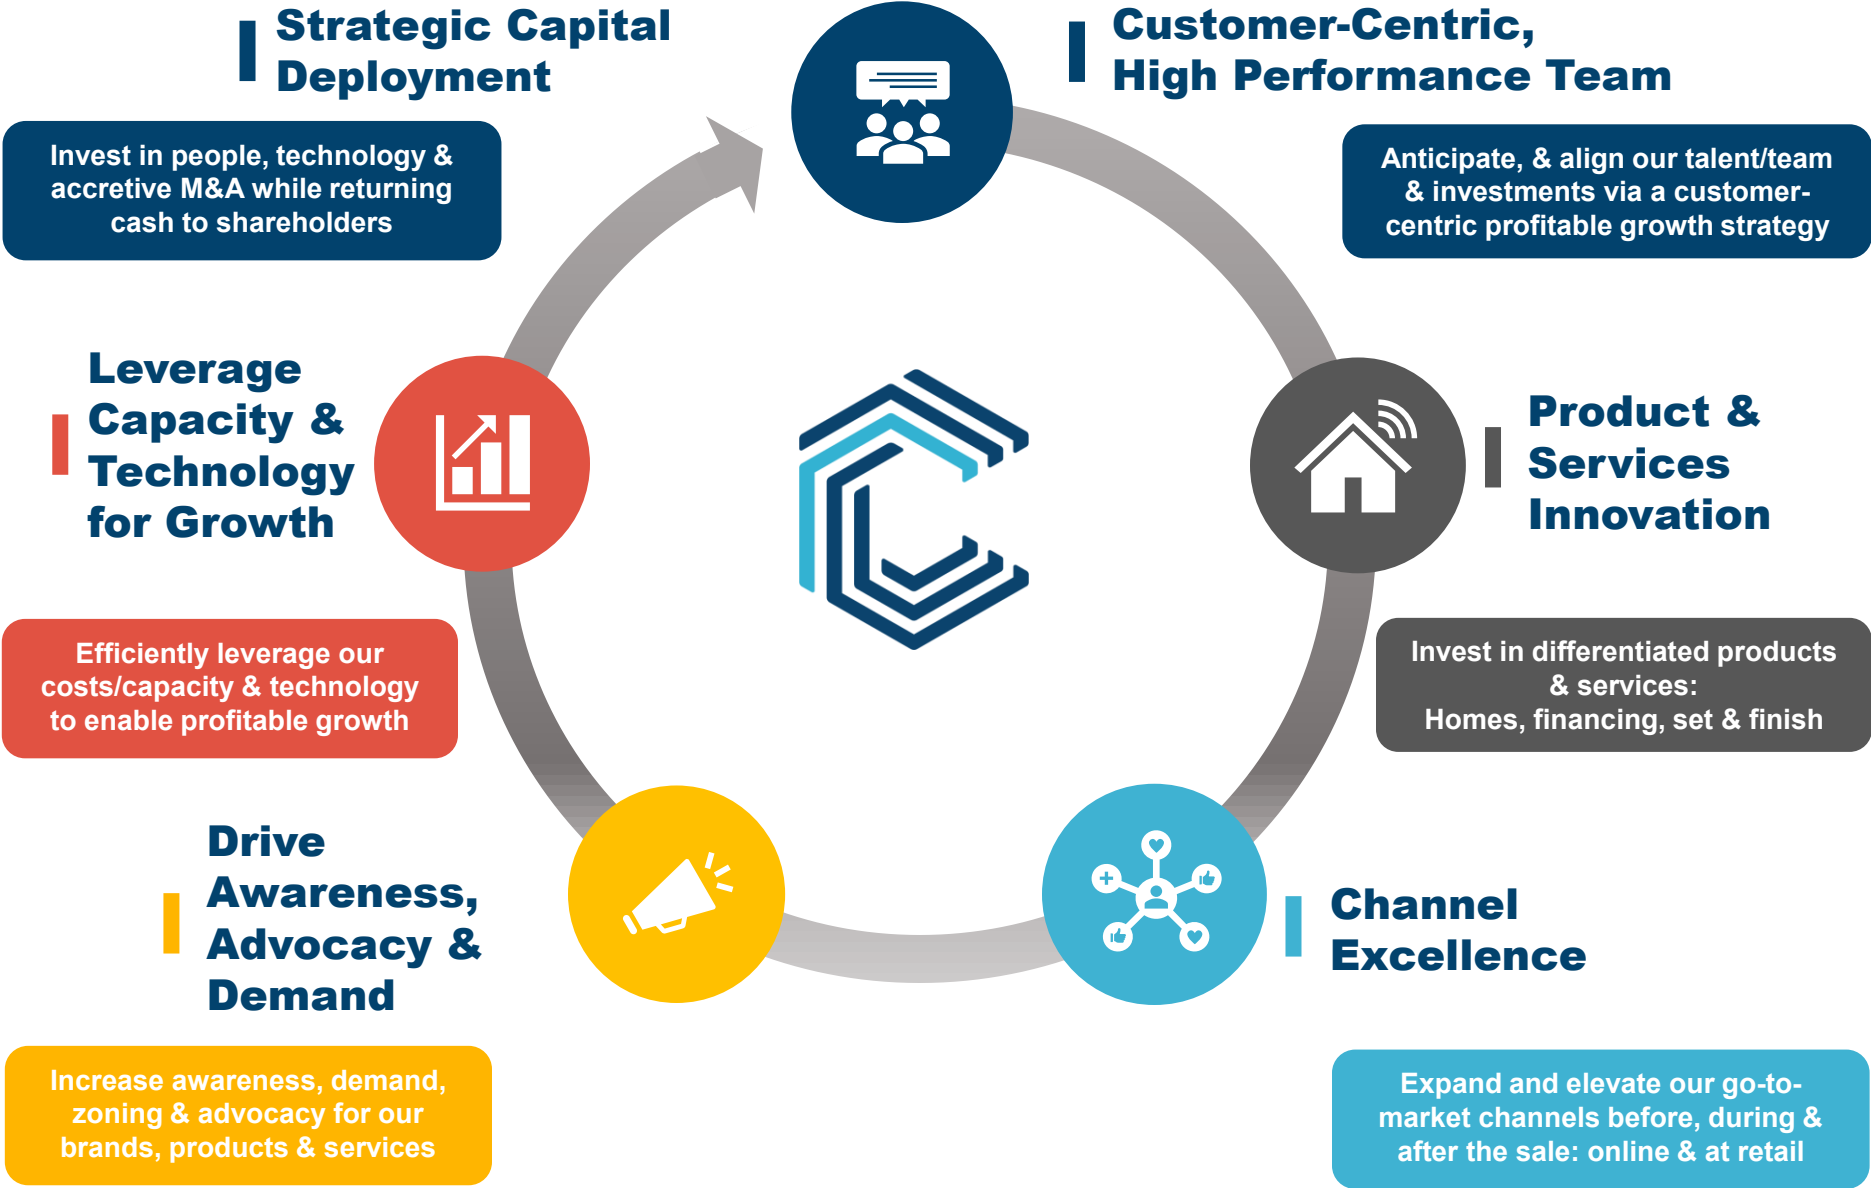 Strategic Capital
Deployment
Invest in people, technology &
accretive M&A while returning
cash to shareholders
Customer-Centric,
High Performance Team
Anticipate, & align our talent/team
& investments via a customer-
centric profitable growth strategy
Product &
Services
Innovation
Invest in differentiated products
& services:
Homes, financing, set & finish
Channel
Excellence
Expand and elevate our go-to-
market channels before, during &
after the sale: online & at retail
Drive
Awareness,
Advocacy &
Demand
Increase awareness, demand,
zoning & advocacy for our
brands, products & services
Leverage
Capacity &
Technology
for Growth
Efficiently leverage our
costs/capacity & technology
to enable profitable growth